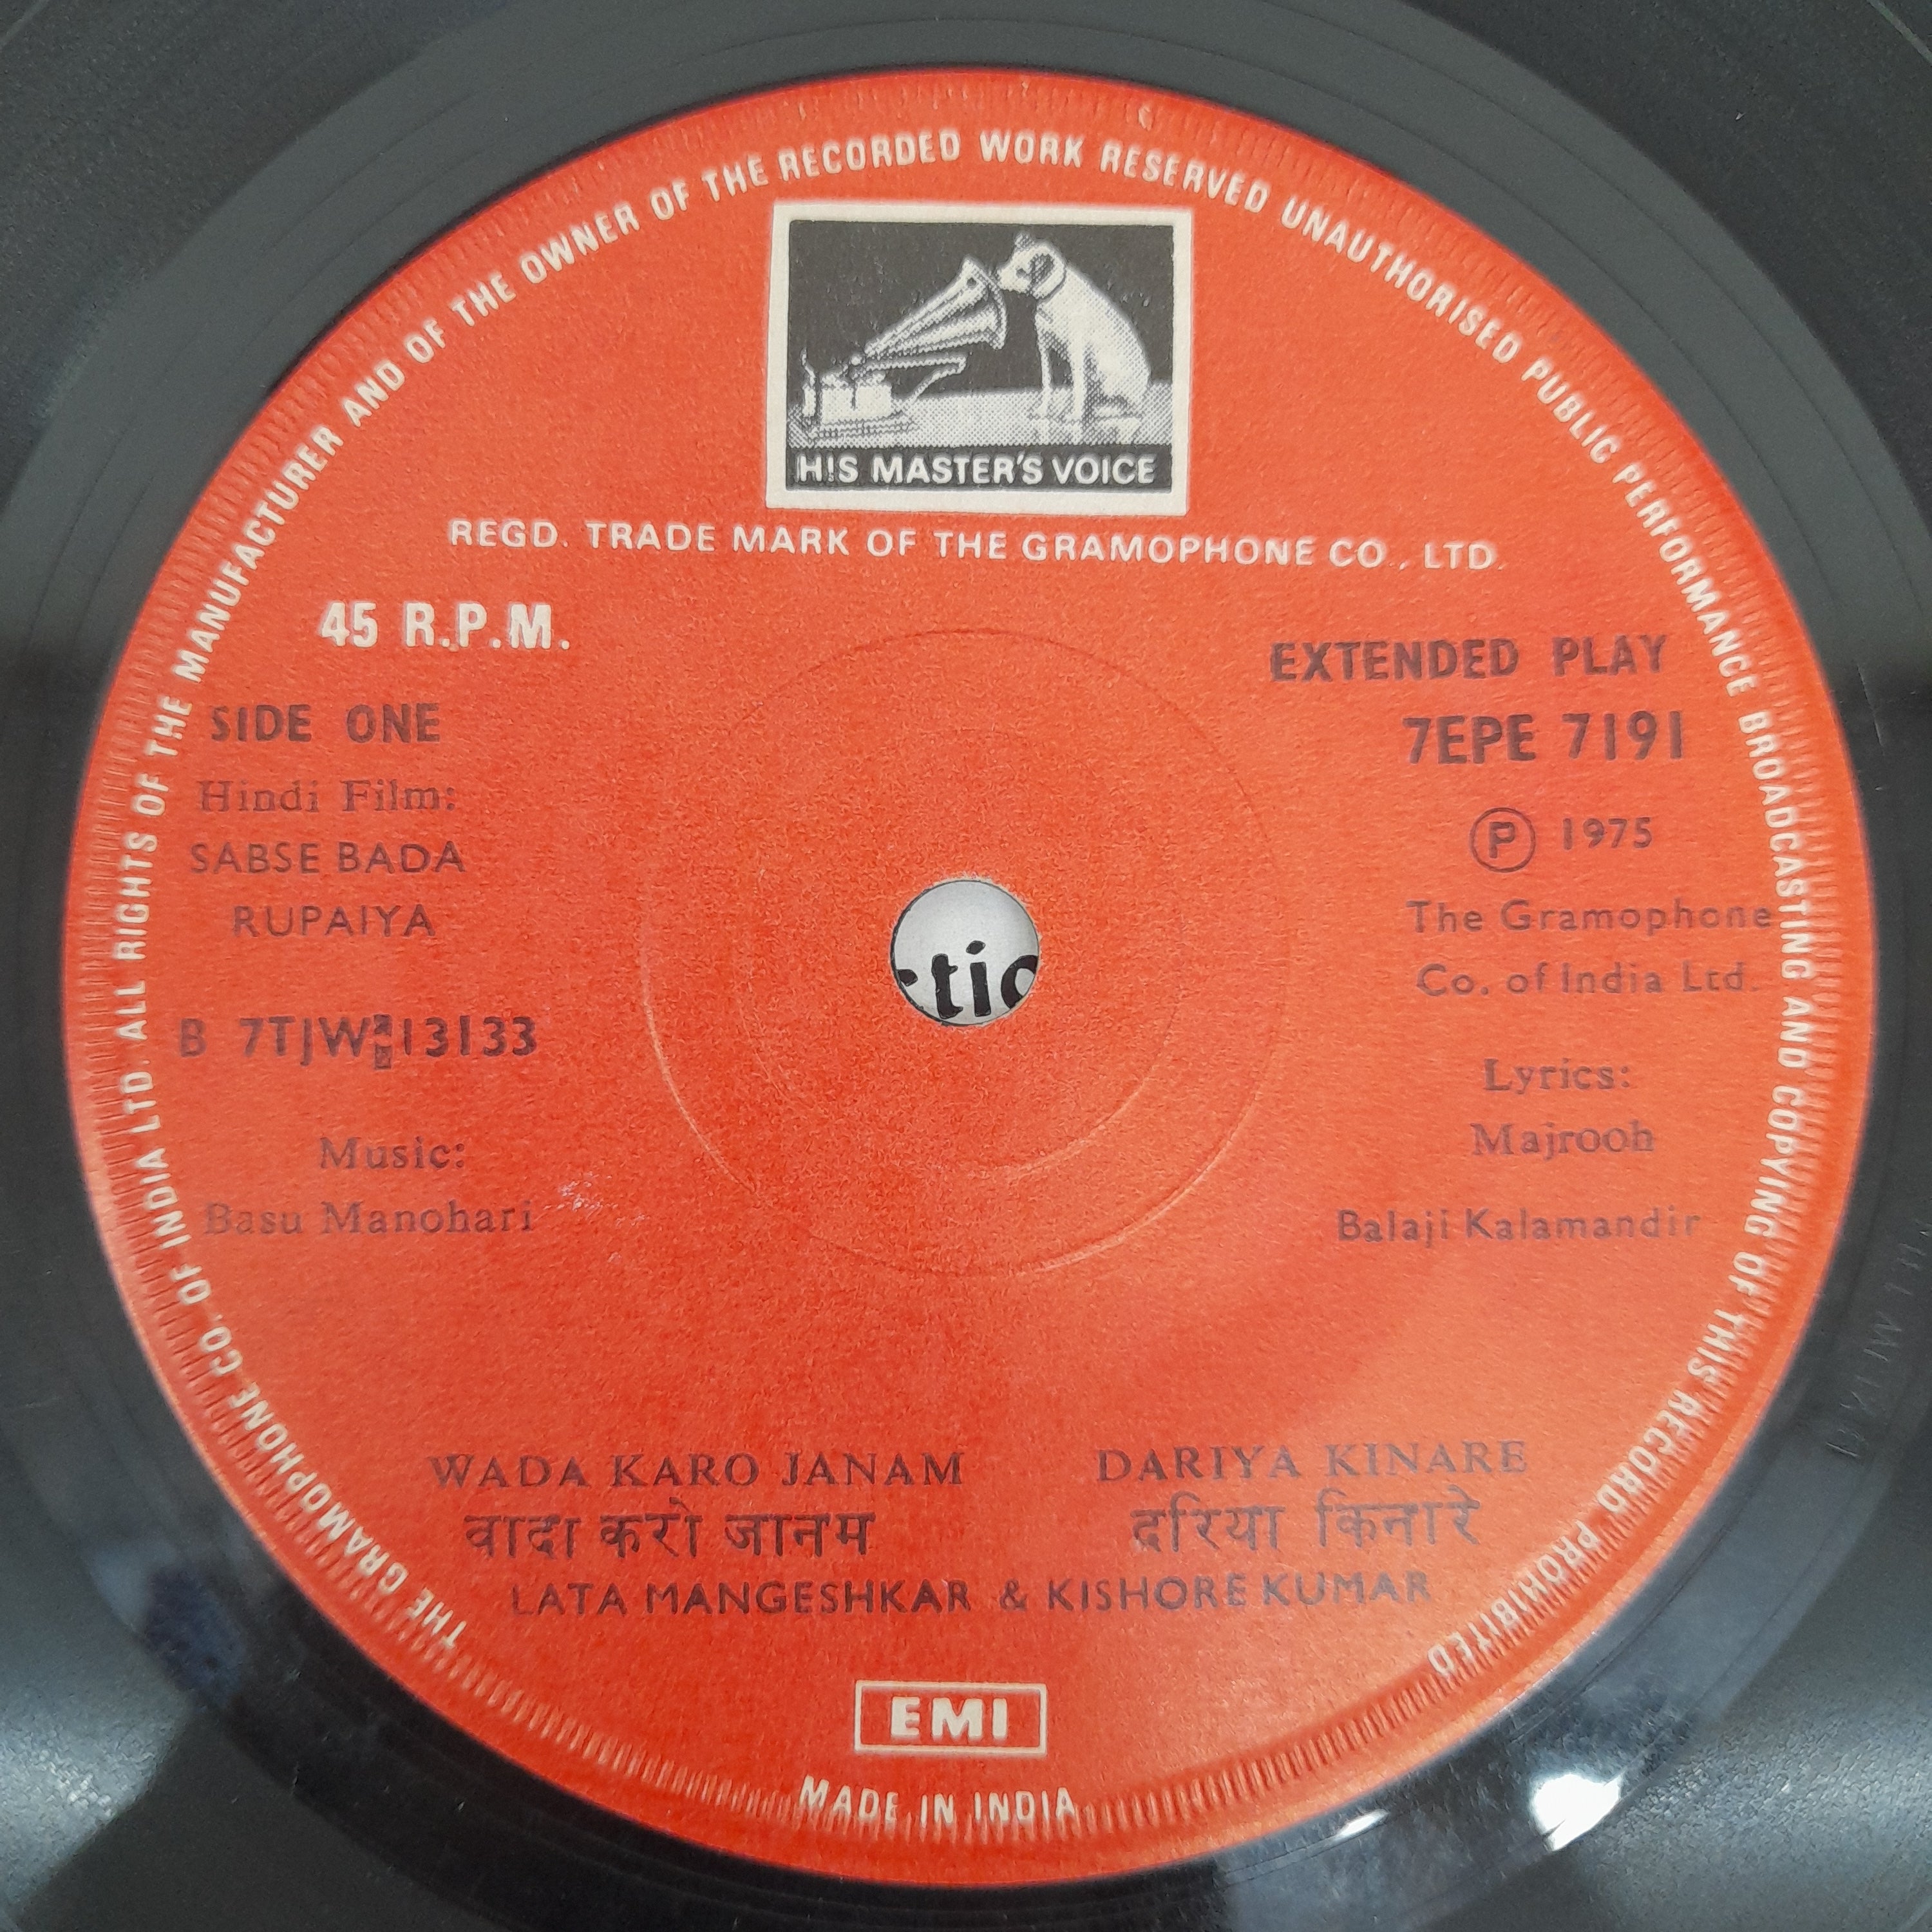 THE GRAMOPHONE CO. OF INDIA LTD. ALL RIGHTS OF THE MANUFACTURER AND OF THE OWNER OF THE RECORDED WORK RESERVED UNAUTHORISED PUBLIC PERFORMANCE BROADCASTING AND COPYING OF THIS RECORD PROHIBITED
HIS MASTER'S VOICE
REGD. TRADE MARK OF THE GRAMOPHONE CO., LTD.
45 R.P.M.
SIDE ONE
Hindi Film:
SABSE BADA
RUPAIYA
B 7TJW 13133
Music:
Basu Manohari
EXTENDED PLAY
7EPE 7191
Ⓟ 1975
The Gramophone
Co. of India Ltd.
Lyrics:
Majrooh
Balaji Kalamandir
tio
WADA KARO JANAM
वादा करो जानम
DARIYA KINARE
दरिया किनारे
LATA MANGESHKAR & KISHORE KUMAR
EMI
MADE IN INDIA